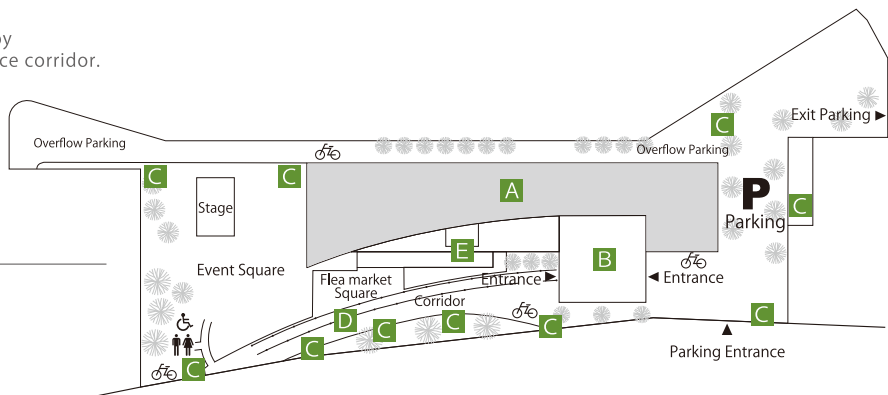 by
ce corridor.
Exit Parking ▶
C
Overflow Parking
Overflow Parking
C
C
A
P
Parking
C
Stage
E
B
Event Square
Flea market
Square
Entrance ▶
◀ Entrance
Corridor
D
C
C
C
C
C
▲
Parking Entrance
C